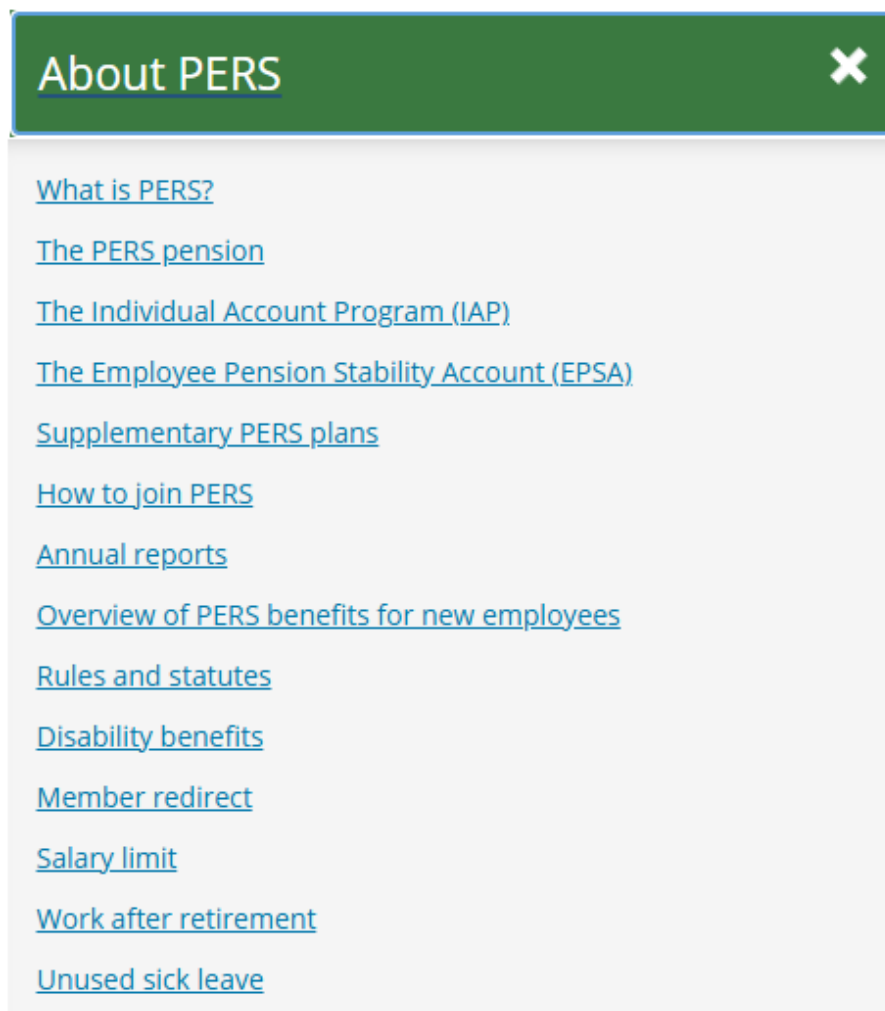 About PERS
What is PERS?
The PERS pension
The Individual Account Program (IAP)
The Employee Pension Stability Account (EPSA)
Supplementary PERS plans
How to join PERS
Annual reports
Overview of PERS benefits for new employees
Rules and statutes
Disability benefits
Member redirect
Salary limit
Work after retirement
Unused sick leave